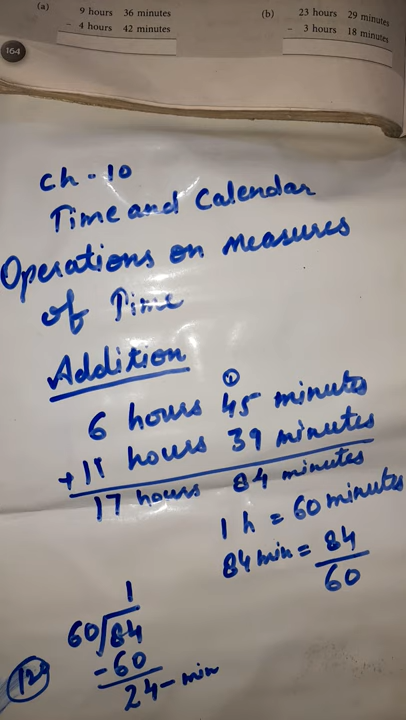 (a) 9 hours 36 minutes (b) 23 hours 29 minutes
– 4 hours 42 minutes – 3 hours 18 minutes
164
Ch - 10
Time and Calendar
Operations on Measures
of Time
Addition
1
6 hours 45 minutes
+ 11 hours 39 minutes
17 hours 84 minutes
1 h = 60 minutes
84 min = 84
60
1
60)84
-60
24 - min